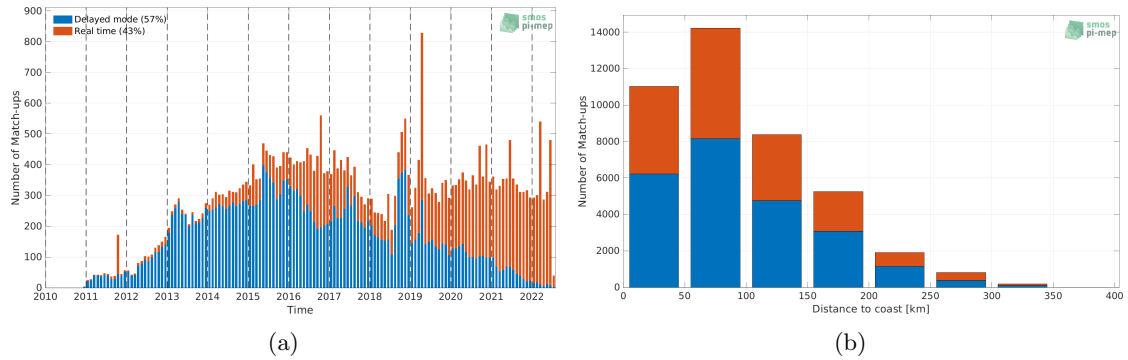 Delayed mode (57%)
Real time (43%)
smos
pi-mep
900
800
700
600
500
400
300
200
100
0
Number of Match-ups
2010 2011 2012 2013 2014 2015 2016 2017 2018 2019 2020 2021 2022
Time
(a)
smos
pi-mep
14000
12000
10000
8000
6000
4000
2000
0
Number of Match-ups
0 50 100 150 200 250 300 350 400
Distance to coast [km]
(b)